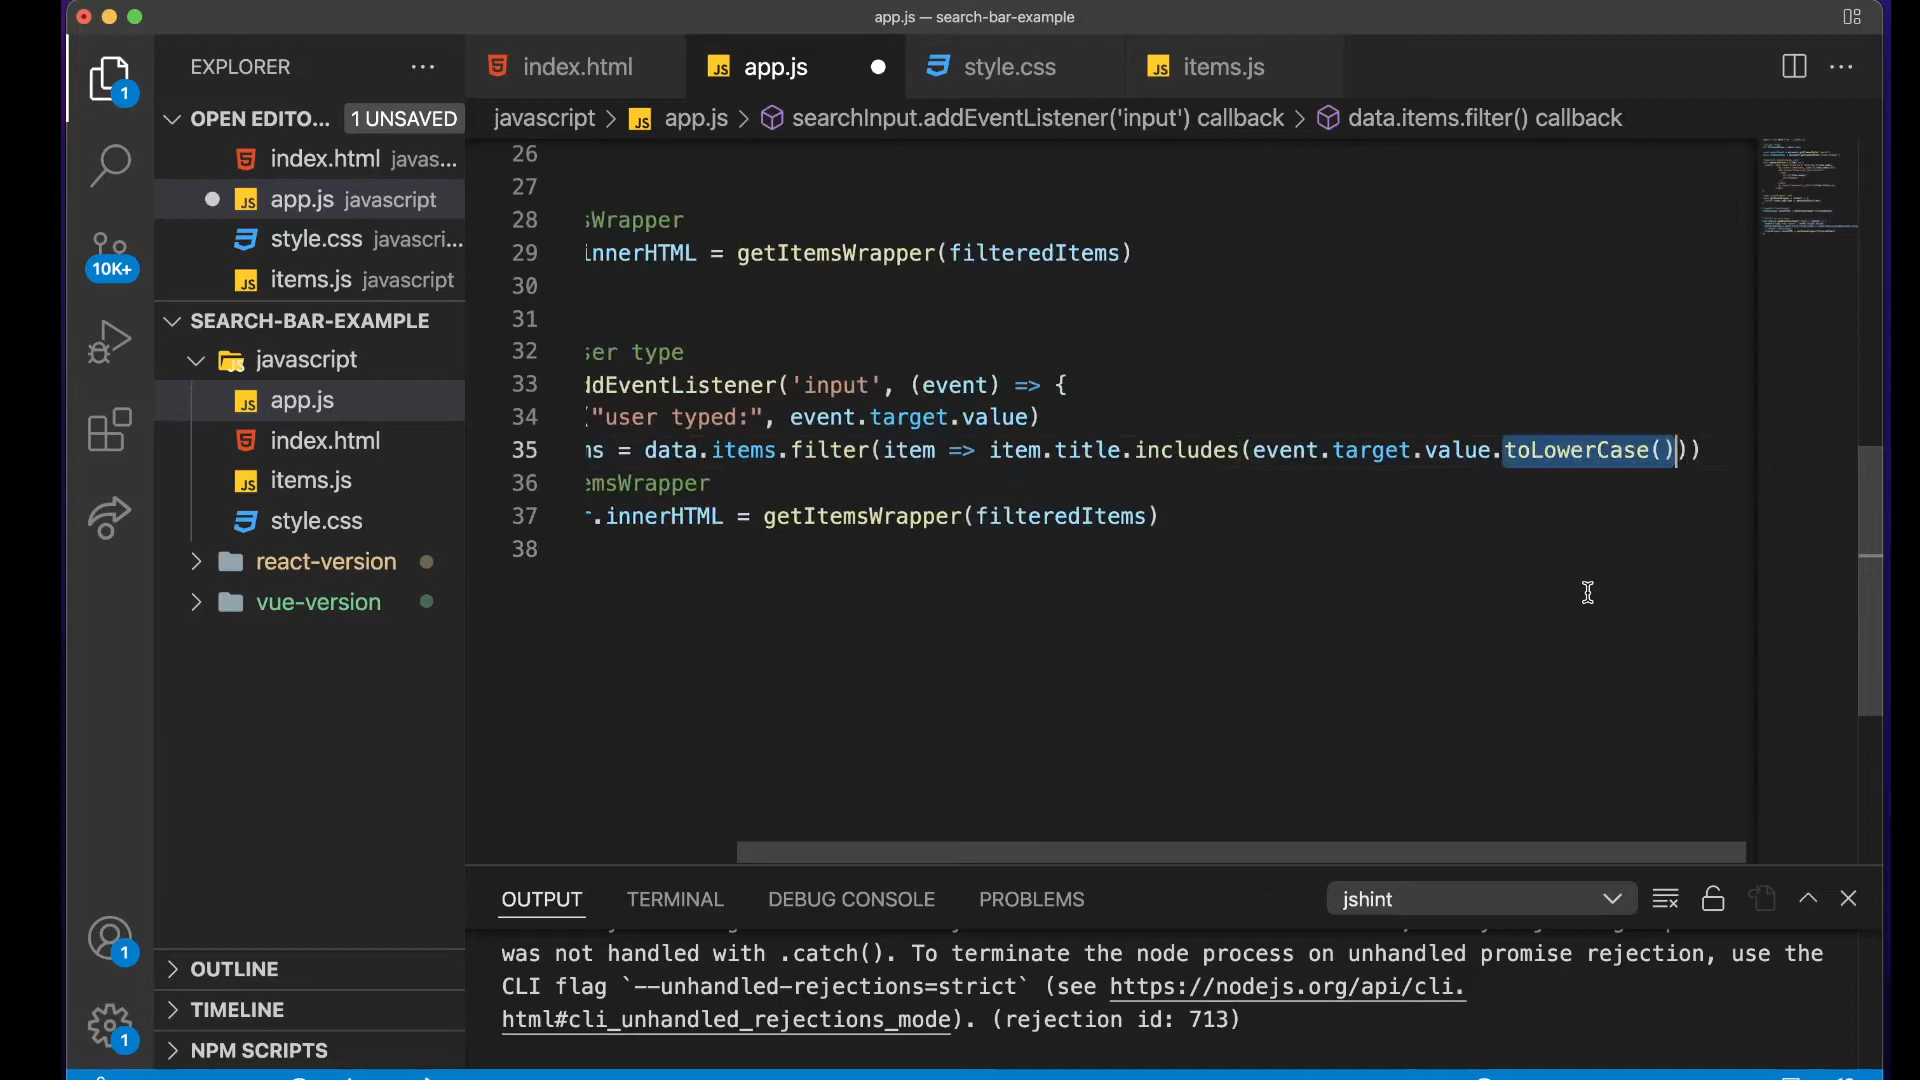 app.js — search-bar-example
EXPLORER
index.html
app.js
style.css
items.js
1
OPEN EDITO... 1 UNSAVED
javascript > app.js > searchInput.addEventListener('input') callback > data.items.filter() callback
index.html javas...
app.js javascript
style.css javascri...
items.js javascript
10K+
SEARCH-BAR-EXAMPLE
javascript
app.js
index.html
items.js
style.css
react-version
vue-version
26
27
28 sWrapper
29 innerHTML = getItemsWrapper(filteredItems)
30
31
32 ser type
33 ddEventListener('input', (event) => {
34 ("user typed:", event.target.value)
35 ms = data.items.filter(item => item.title.includes(event.target.value.toLowerCase()))
36 emsWrapper
37 r.innerHTML = getItemsWrapper(filteredItems)
38
OUTPUT TERMINAL DEBUG CONSOLE PROBLEMS jshint
1
was not handled with .catch(). To terminate the node process on unhandled promise rejection, use the
CLI flag `--unhandled-rejections=strict` (see https://nodejs.org/api/cli.
html#cli_unhandled_rejections_mode). (rejection id: 713)
OUTLINE
TIMELINE
1
NPM SCRIPTS